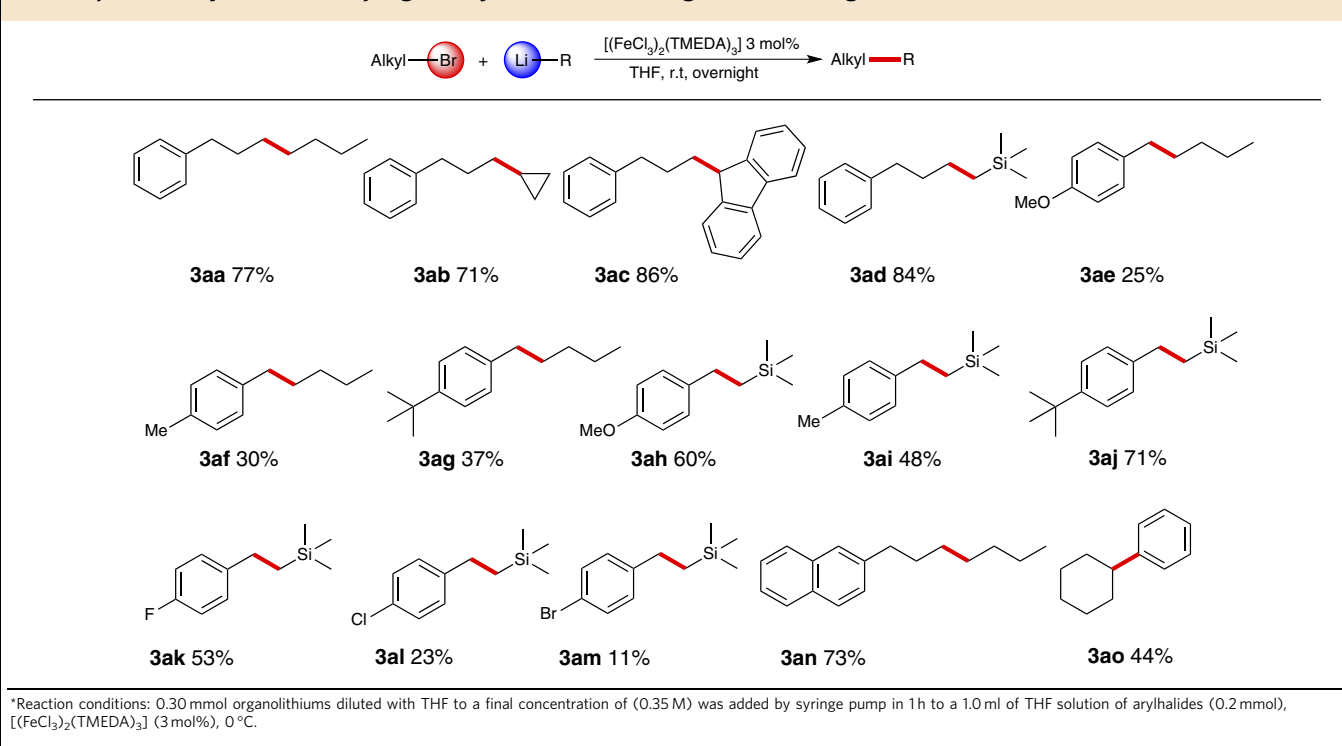 [(FeCl₃)₂(TMEDA)₃] 3 mol%
Alkyl Br + Li R Alkyl R
THF, r.t, overnight
Si
MeO
3aa 77% 3ab 71% 3ac 86% 3ad 84% 3ae 25%
Si Si Si
Me MeO Me
3af 30% 3ag 37% 3ah 60% 3ai 48% 3aj 71%
Si Si Si
F Cl Br
3ak 53% 3al 23% 3am 11% 3an 73% 3ao 44%
*Reaction conditions: 0.30 mmol organolithiums diluted with THF to a final concentration of (0.35 M) was added by syringe pump in 1 h to a 1.0 ml of THF solution of arylhalides (0.2 mmol),
[(FeCl₃)₂(TMEDA)₃] (3 mol%), 0 °C.